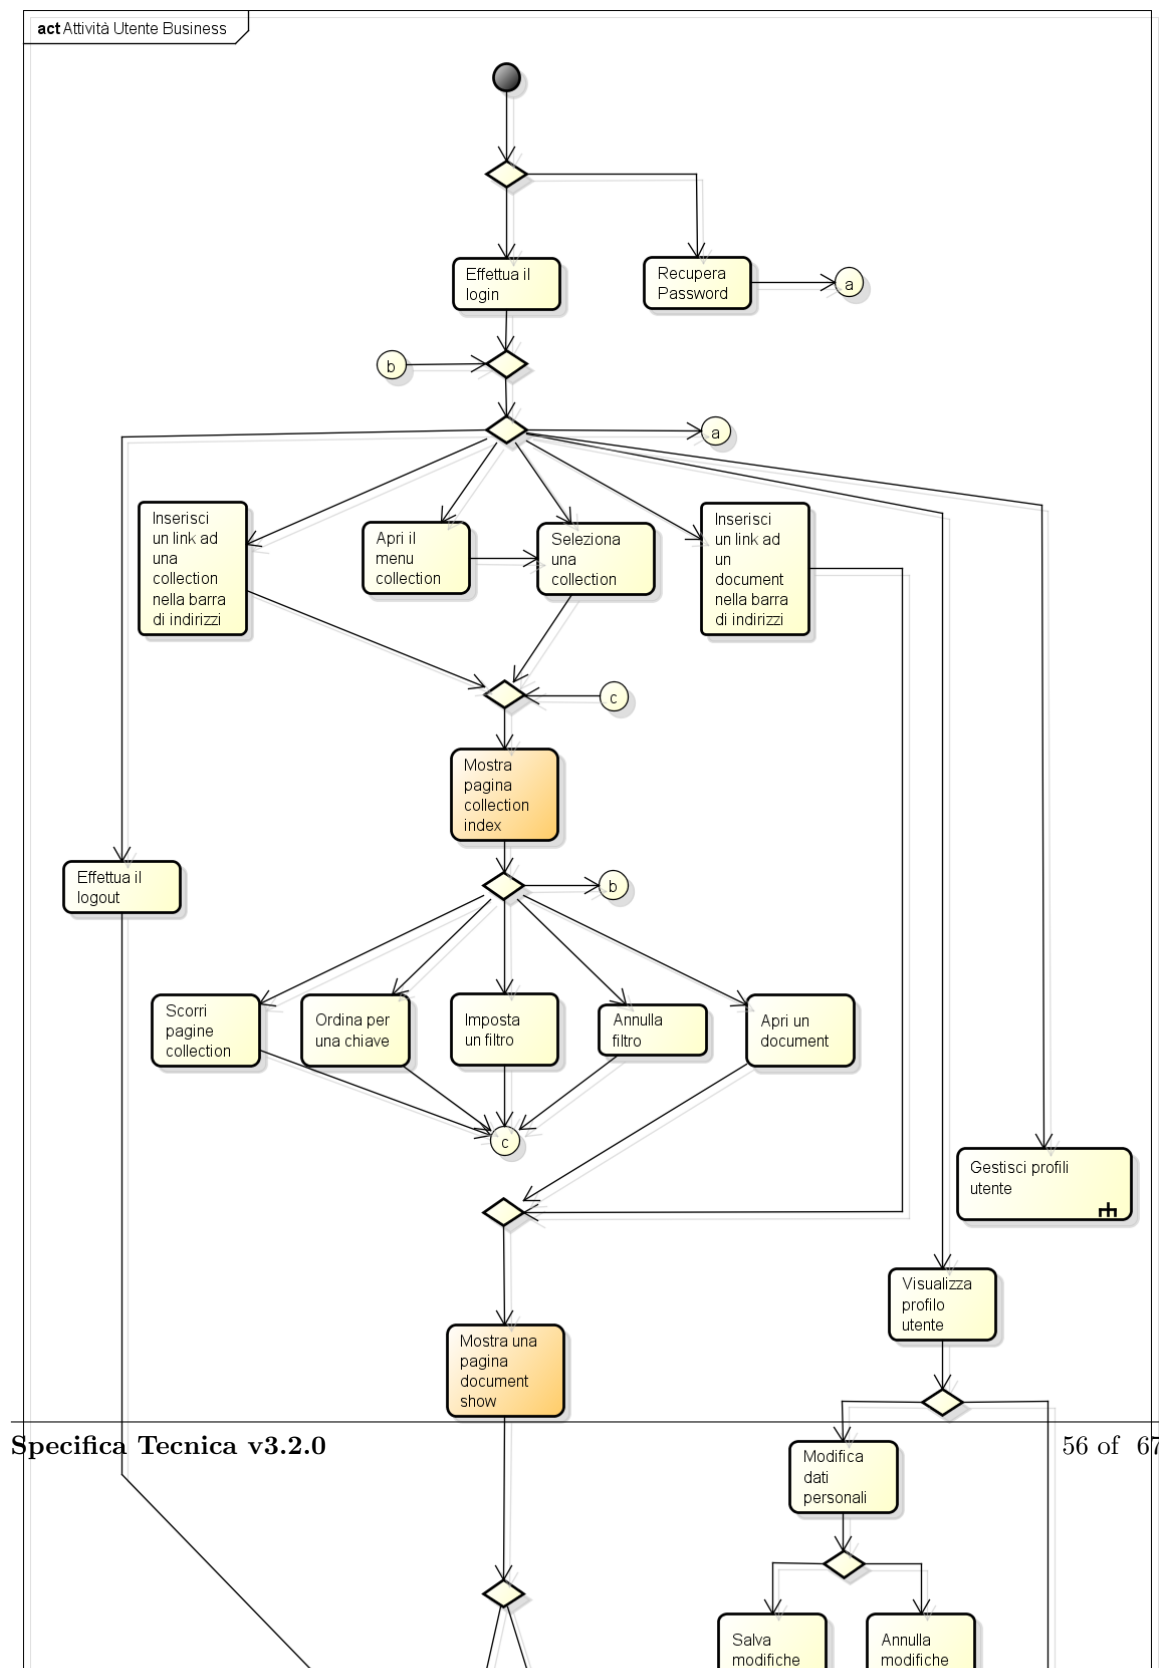 act Attività Utente Business
Effettua il
login
Recupera
Password
a
b
a
Inserisci
un link ad
una
collection
nella barra
di indirizzi
Apri il
menu
collection
Seleziona
una
collection
Inserisci
un link ad
un
document
nella barra
di indirizzi
c
Mostra
pagina
collection
index
Effettua il
logout
b
Scorri
pagine
collection
Ordina per
una chiave
Imposta
un filtro
Annulla
filtro
Apri un
document
c
Gestisci profili
utente
Visualizza
profilo
utente
Mostra una
pagina
document
show
Specifica Tecnica v3.2.0
56 of 67
Modifica
dati
personali
Salva
modifiche
Annulla
modifiche